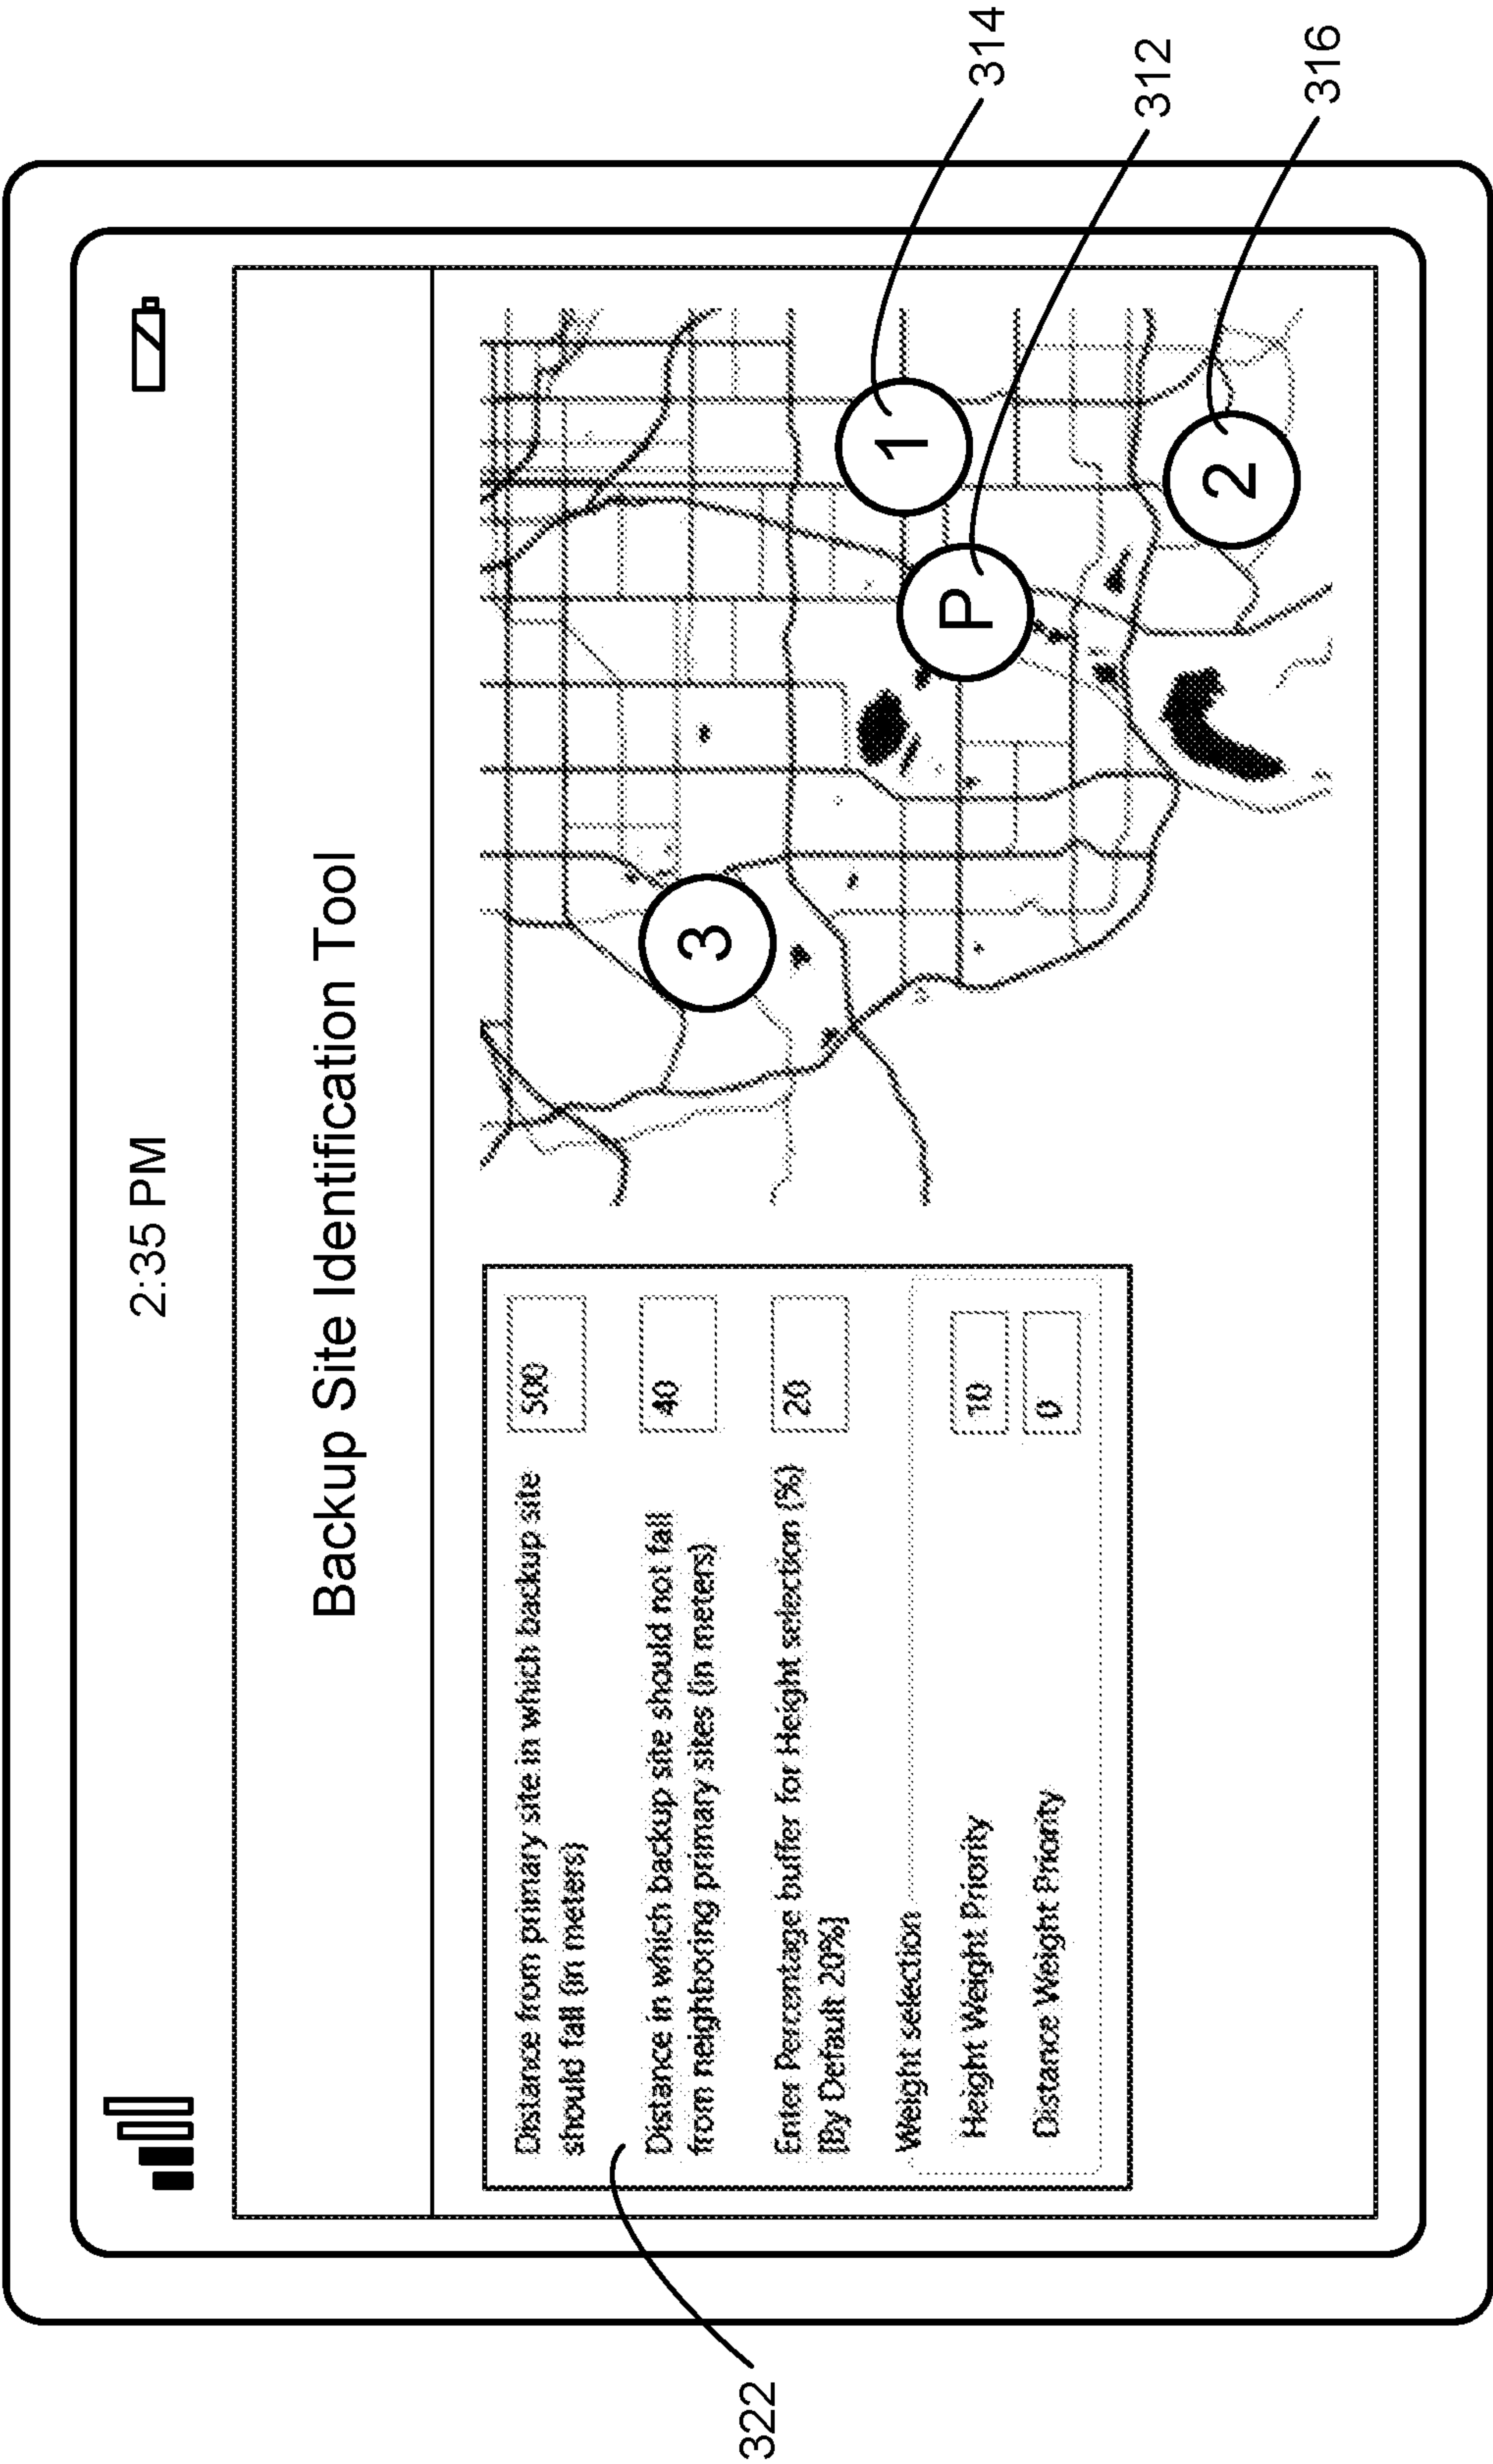 2:35 PM
Backup Site Identification Tool
Distance from primary site in which backup site
should fall (in meters)
500
Distance in which backup site should not fall
from neighboring primary sites (in meters)
40
Enter Percentage buffer for Height selection (%)
[By Default 20%]
20
Weight selection
Height Weight Priority
10
Distance Weight Priority
0
3
P
1
2
314
312
316
322